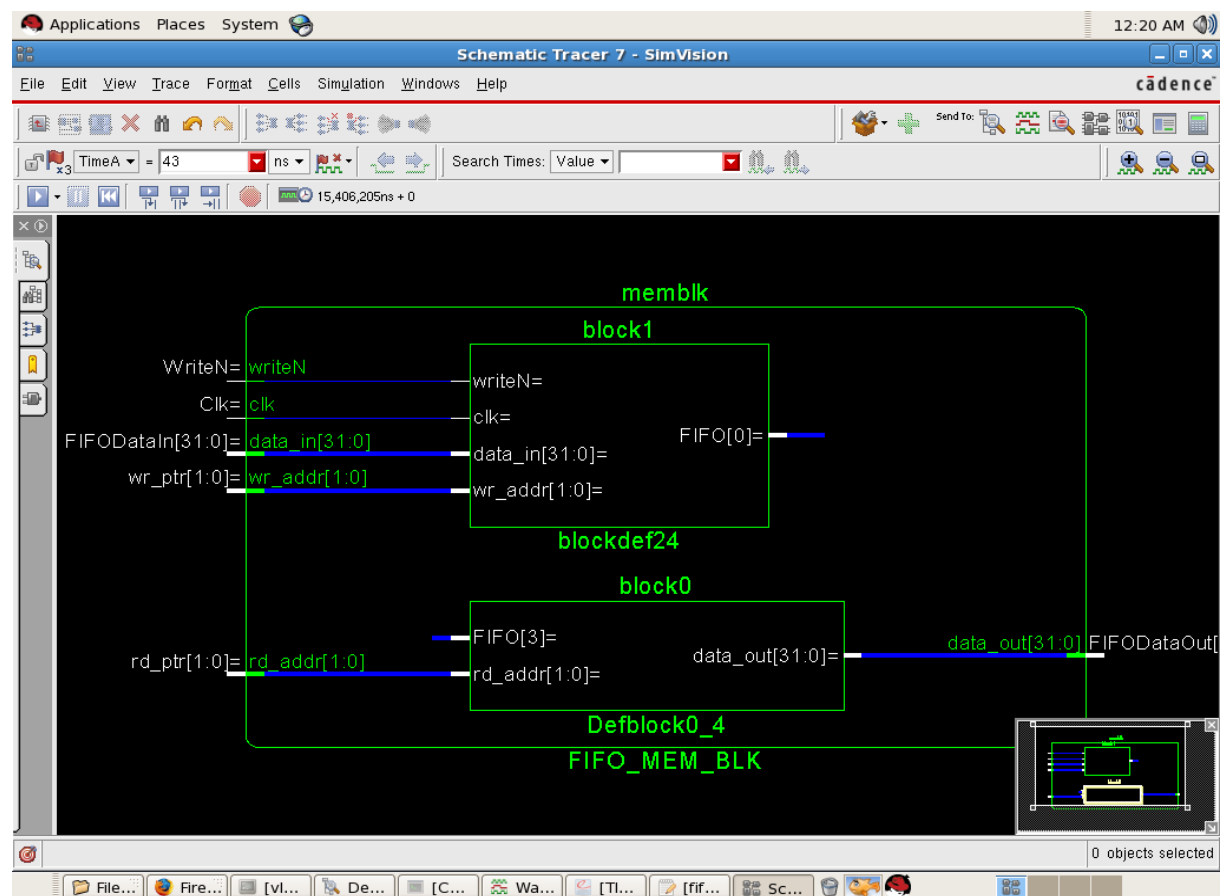 Applications Places System 12:20 AM
Schematic Tracer 7 - SimVision
File Edit View Trace Format Cells Simulation Windows Help cādence
Send To:
x3 TimeA = 43 ns Search Times: Value
15,406,205ns + 0
memblk
block1
WriteN= writeN writeN=
Clk= clk clk=
FIFO[0]=
FIFODataIn[31:0]= data_in[31:0] data_in[31:0]=
wr_ptr[1:0]= wr_addr[1:0] wr_addr[1:0]=
blockdef24
block0
FIFO[3]=
data_out[31:0]= data_out[31:0] FIFODataOut[
rd_ptr[1:0]= rd_addr[1:0] rd_addr[1:0]=
Defblock0_4
FIFO_MEM_BLK
0 objects selected
File... Fire... [vl... De... [C... Wa... [Tl... [fif... Sc...